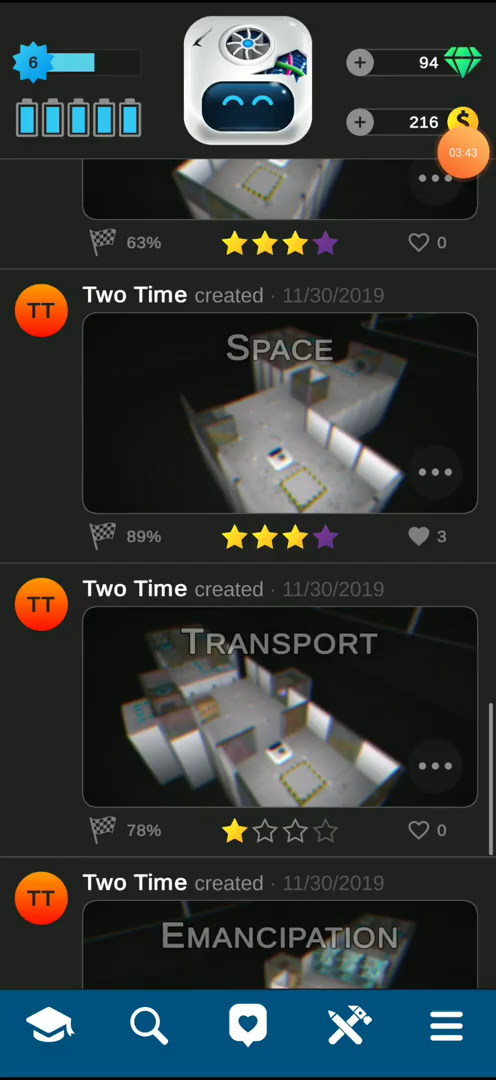 6
94
216
03:43
63%
0
TT
Two Time created · 11/30/2019
SPACE
89%
3
TT
Two Time created · 11/30/2019
TRANSPORT
78%
0
TT
Two Time created · 11/30/2019
EMANCIPATION